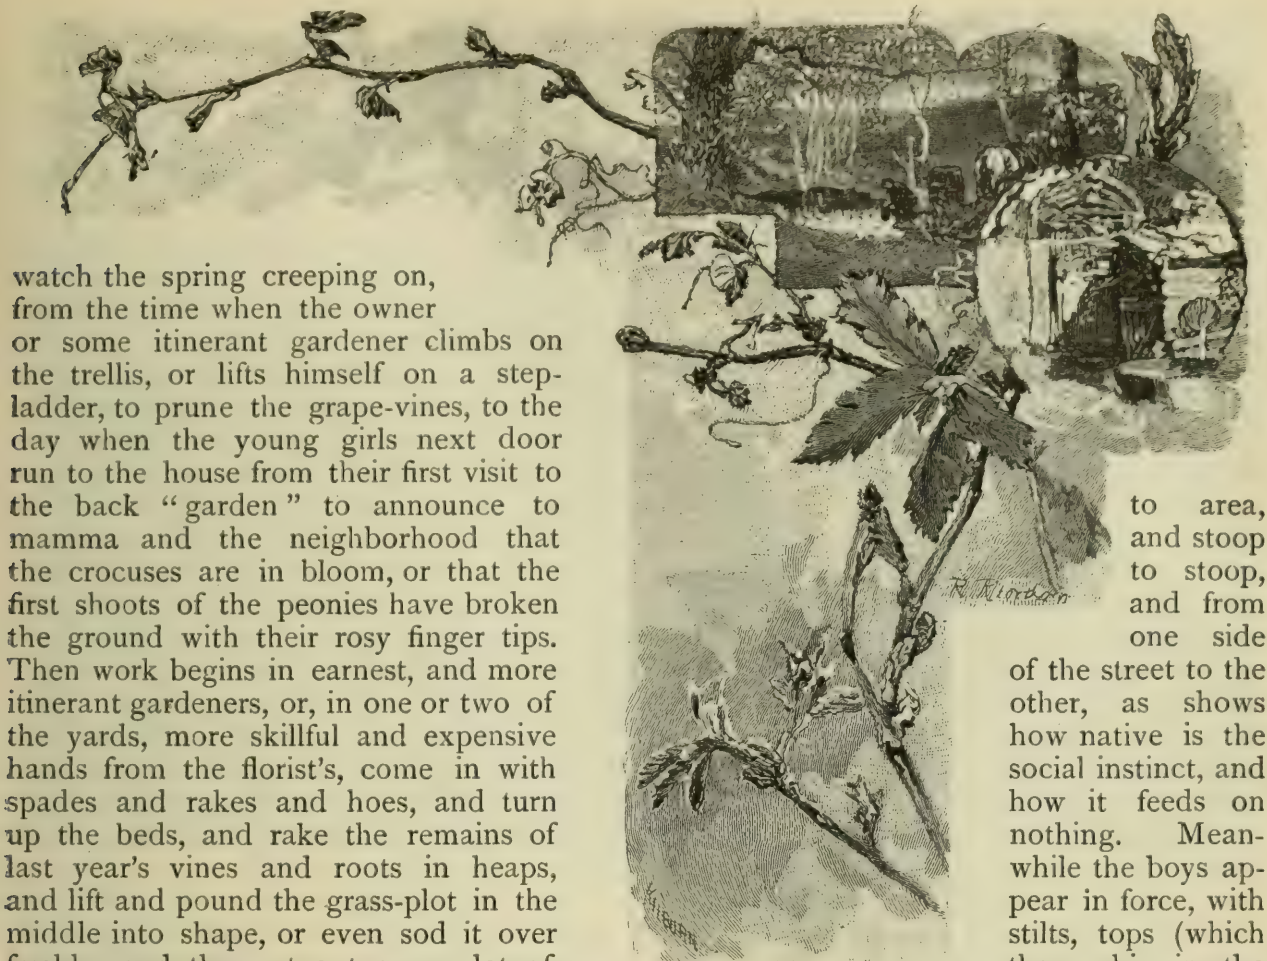 watch the spring creeping on,
from the time when the owner
or some itinerant gardener climbs on
the trellis, or lifts himself on a step-
ladder, to prune the grape-vines, to the
day when the young girls next door
run to the house from their first visit to
the back “garden” to announce to
mamma and the neighborhood that
the crocuses are in bloom, or that the
first shoots of the peonies have broken
the ground with their rosy finger tips.
Then work begins in earnest, and more
itinerant gardeners, or, in one or two of
the yards, more skillful and expensive
hands from the florist's, come in with
spades and rakes and hoes, and turn
up the beds, and rake the remains of
last year's vines and roots in heaps,
and lift and pound the grass-plot in the
middle into shape, or even sod it over
R. Riordan
to area,
and stoop
to stoop,
and from
one side
of the street to the
other, as shows
how native is the
social instinct, and
how it feeds on
nothing. Mean-
while the boys ap-
pear in force, with
stilts, tops (which